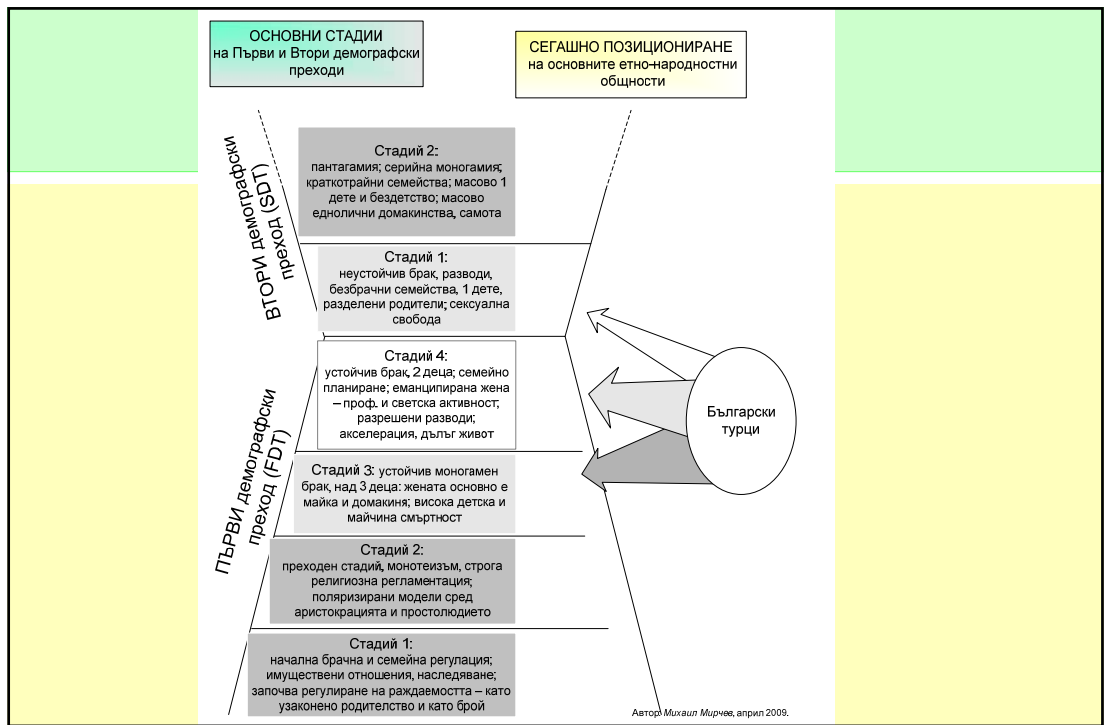 ОСНОВНИ СТАДИИ
на Първи и Втори демографски
преходи
СЕГАШНО ПОЗИЦИОНИРАНЕ
на основните етно-народностни
общности
ВТОРИ демографски
преход (SDT)
Стадий 2:
пантагамия; серийна моногамия;
краткотрайни семейства; масово 1
дете и бездетство; масово
еднолични домакинства, самота
Стадий 1:
неустойчив брак, разводи,
безбрачни семейства, 1 дете,
разделени родители; сексуална
свобода
ПЪРВИ демографски
преход (FDT)
Стадий 4:
устойчив брак, 2 деца; семейно
планиране; еманципирана жена
– проф. и светска активност;
разрешени разводи;
акселерация, дълъг живот
Стадий 3: устойчив моногамен
брак, над 3 деца: жената основно е
майка и домакиня; висока детска и
майчина смъртност
Стадий 2:
преходен стадий, монотеизъм, строга
религиозна регламентация;
поляризирани модели сред
аристокрацията и простолюдието
Стадий 1:
начална брачна и семейна регулация;
имуществени отношения, наследяване;
започва регулиране на раждаемостта – като
узаконено родителство и като брой
Български
турци
Автор: Михаил Мирчев, април 2009.